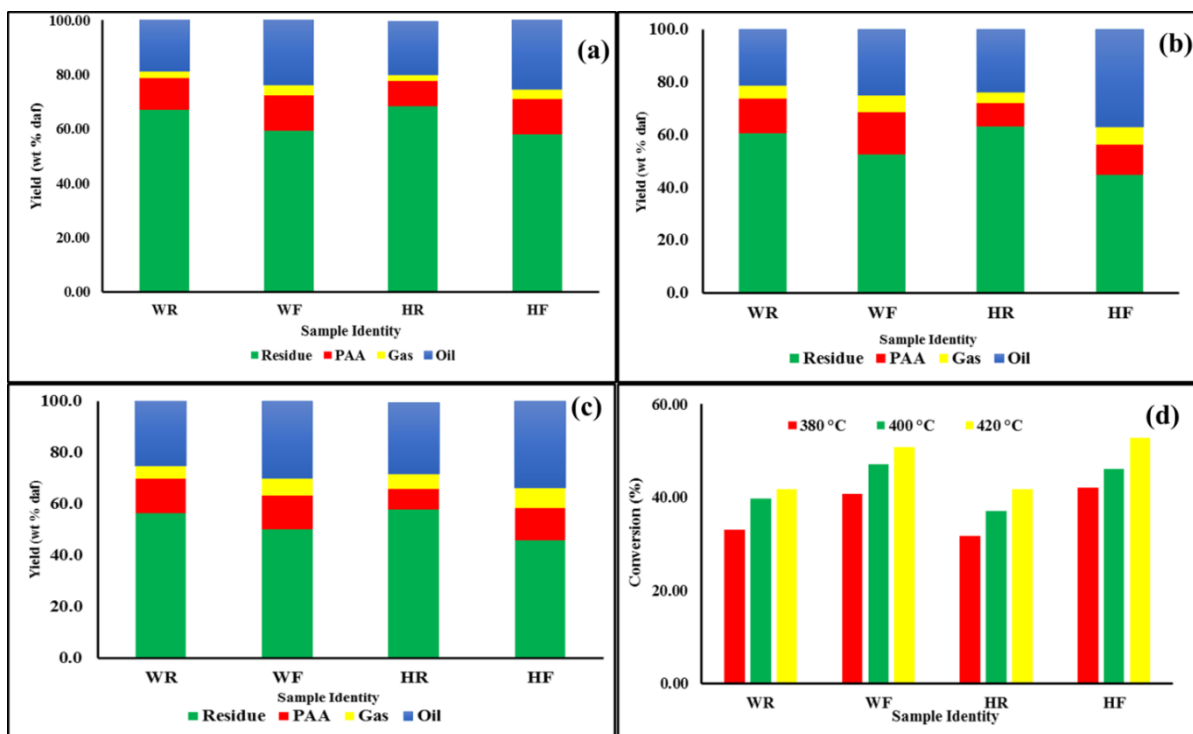 (a)
Yield (wt % daf)
100.00
80.00
60.00
40.00
20.00
0.00
WR WF HR HF
Sample Identity
Residue PAA Gas Oil
(b)
Yield (wt % daf)
100.0
80.0
60.0
40.0
20.0
0.0
WR WF HR HF
Sample Identity
Residue PAA Gas Oil
(c)
Yield (wt % daf)
100.0
80.0
60.0
40.0
20.0
0.0
WR WF HR HF
Sample Identity
Residue PAA Gas Oil
(d)
380 °C 400 °C 420 °C
Conversion (%)
60.00
40.00
20.00
0.00
WR WF HR HF
Sample Identity